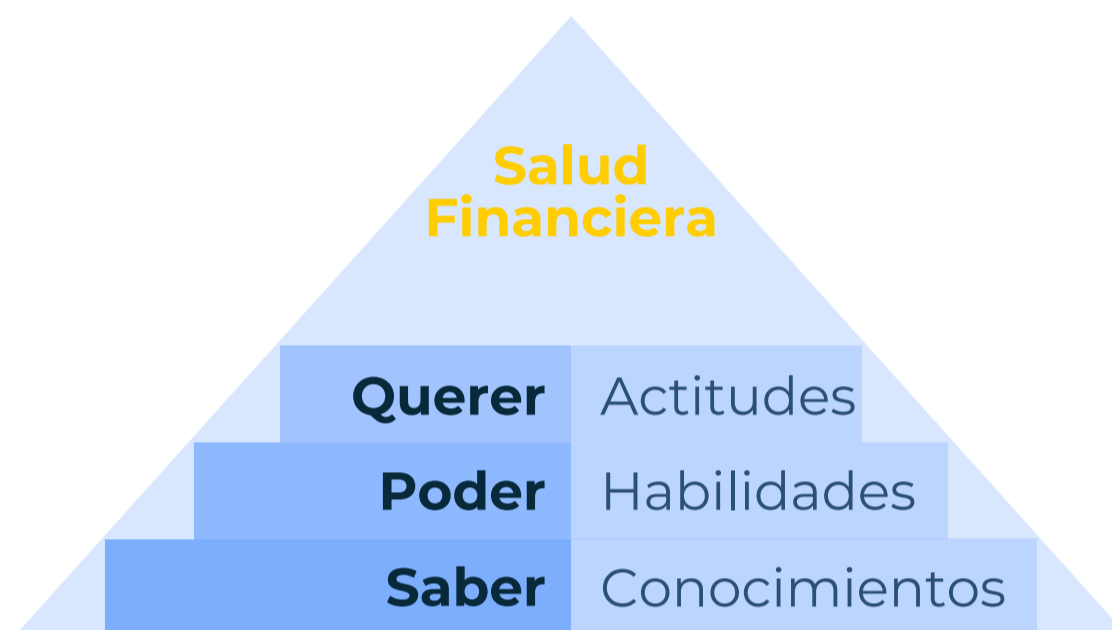 Salud
Financiera
Querer Actitudes
Poder Habilidades
Saber Conocimientos